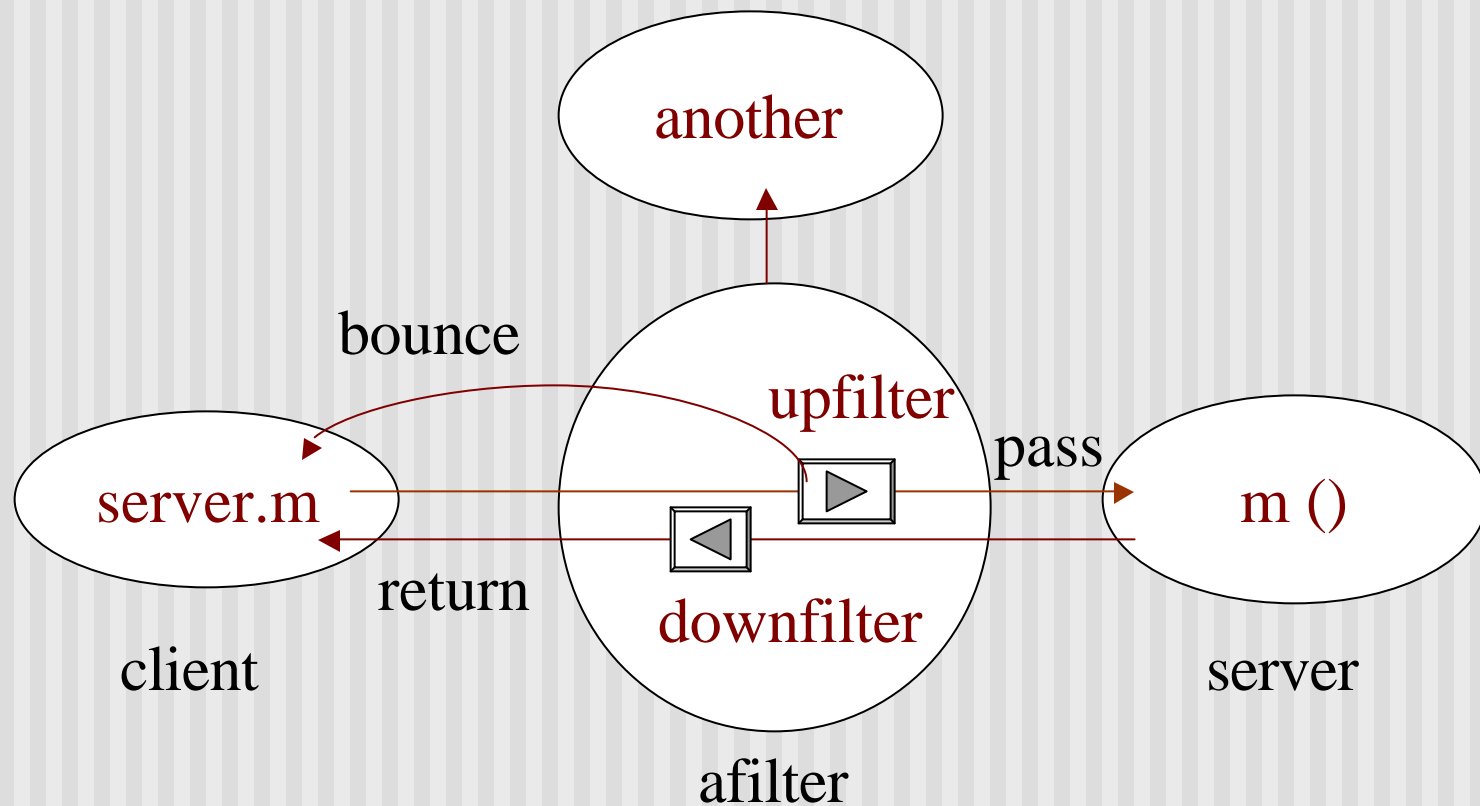 another
bounce
upfilter
pass
server.m
m ()
return
downfilter
client
server
afilter